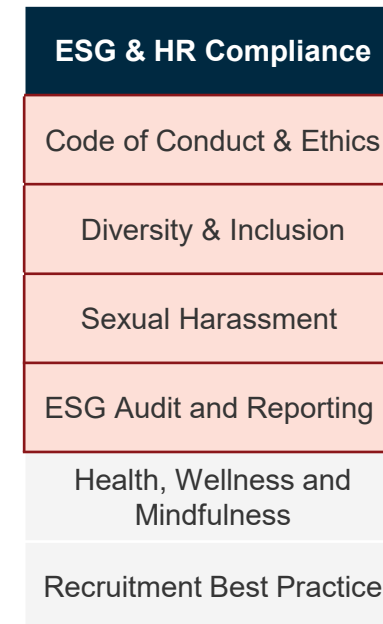 ESG & HR Compliance
Code of Conduct & Ethics
Diversity & Inclusion
Sexual Harassment
ESG Audit and Reporting
Health, Wellness and
Mindfulness
Recruitment Best Practice